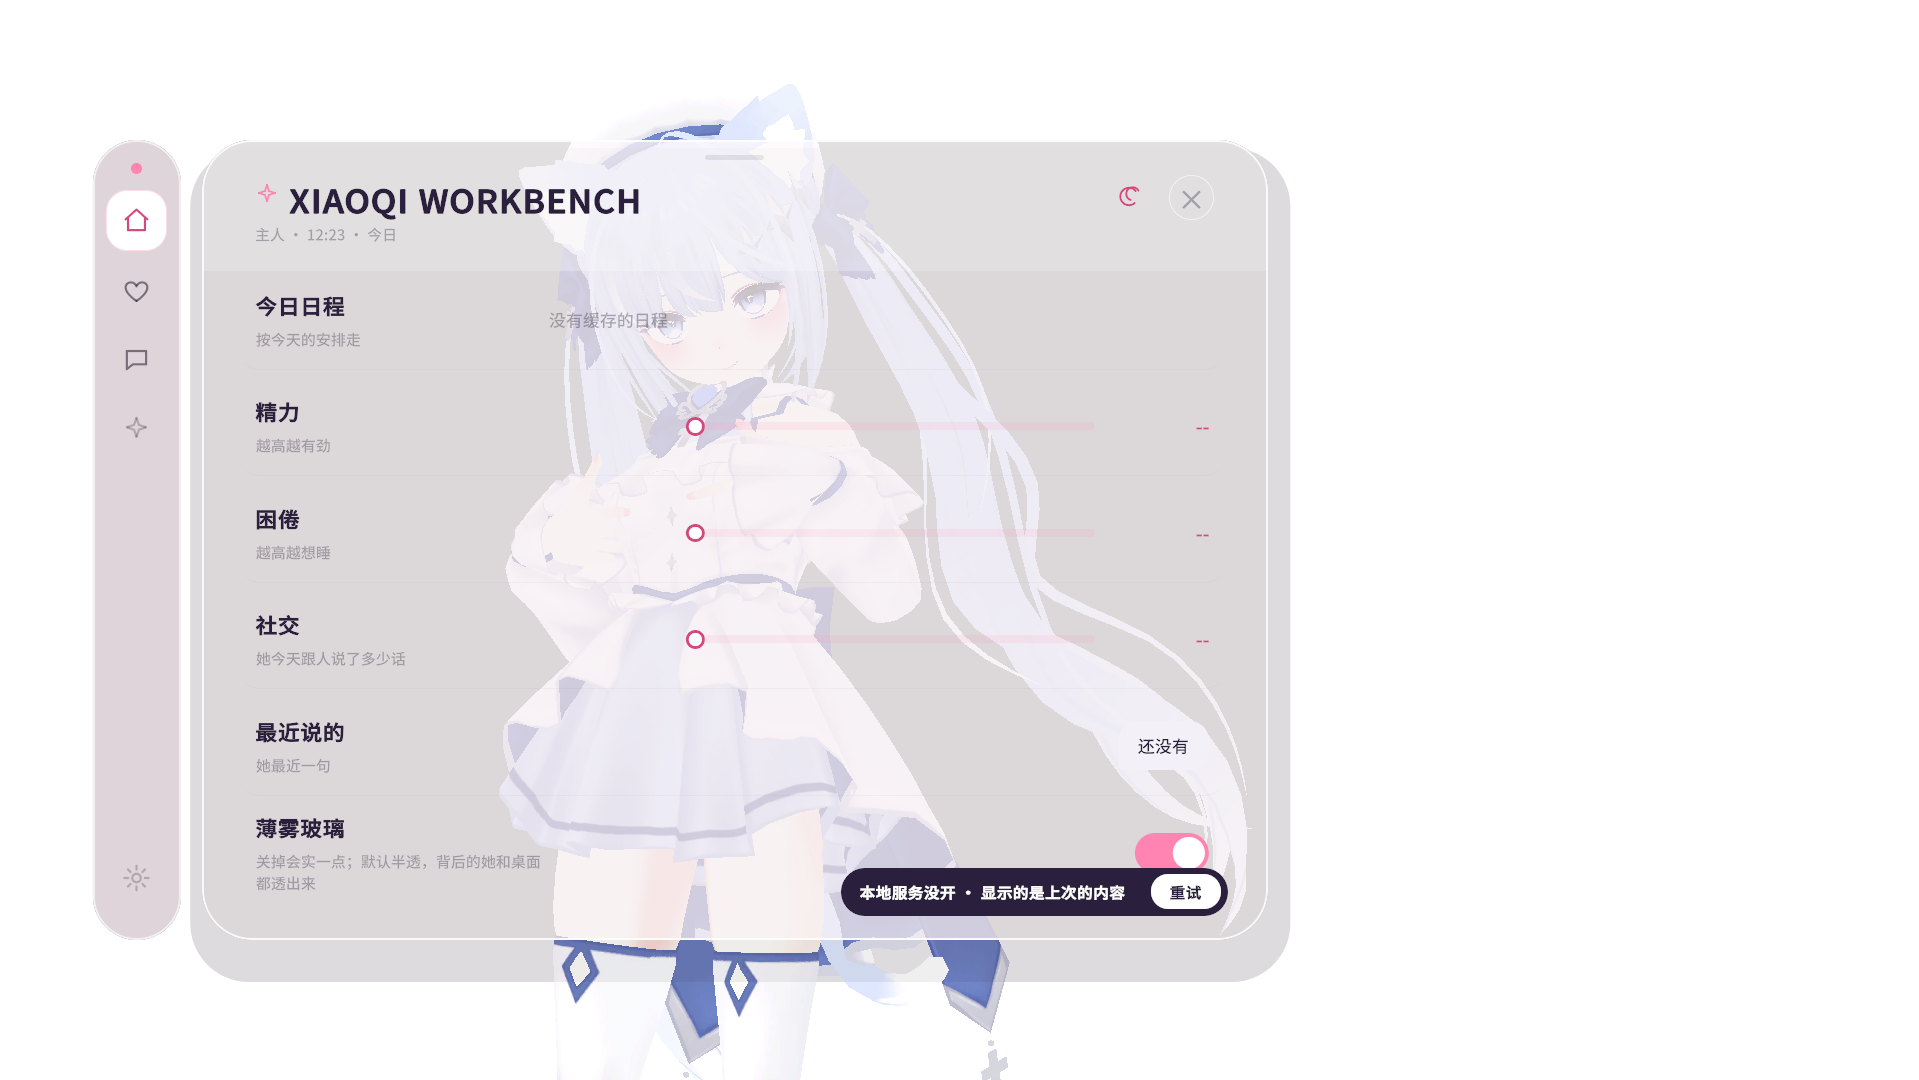 XIAOQI WORKBENCH
主人 · 12:23 · 今日
今日日程
按今天的安排走
没有缓存的日程。
精力
越高越有劲
--
困倦
越高越想睡
--
社交
她今天跟人说了多少话
--
最近说的
她最近一句
还没有
薄雾玻璃
关掉会实一点；默认半透，背后的她和桌面
都透出来
本地服务没开 · 显示的是上次的内容
重试